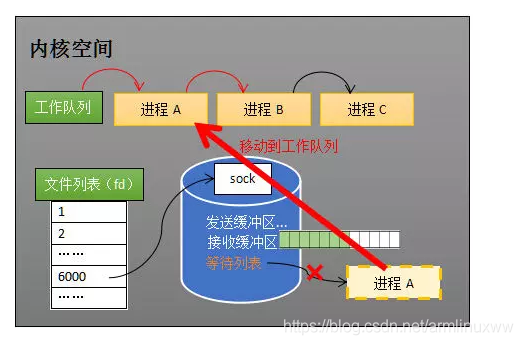 内核空间
工作队列
进程 A
进程 B
进程 C
移动到工作队列
文件列表（fd）
sock
1
2
……
6000
……
发送缓冲区...
接收缓冲区
等待列表
进程 A
https://blog.csdn.net/armlinuxww